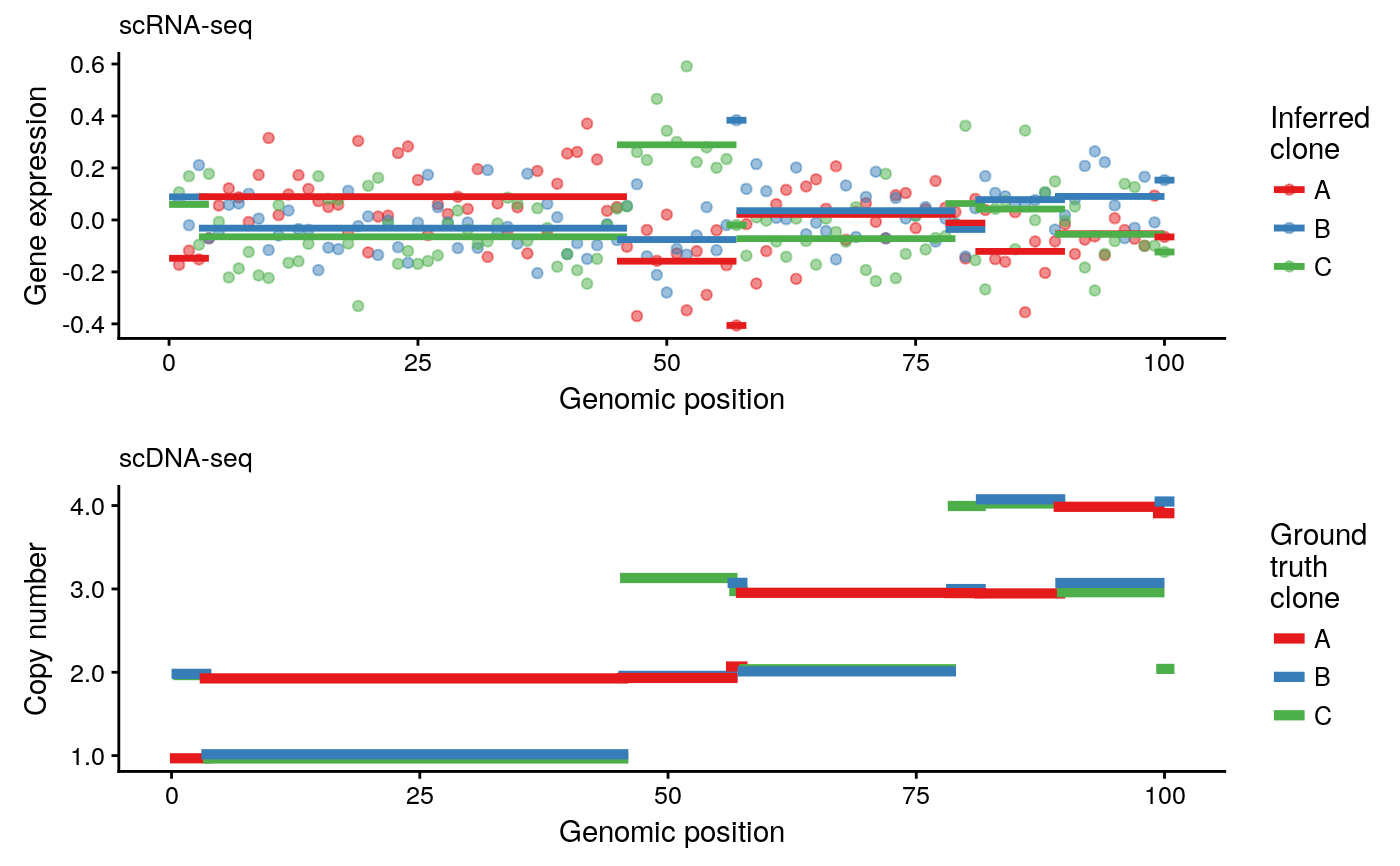 scRNA-seq
Gene expression
0.6
0.4
0.2
0.0
-0.2
-0.4
0
25
50
75
100
Genomic position
Inferred
clone
A
B
C
scDNA-seq
Copy number
4.0
3.0
2.0
1.0
0
25
50
75
100
Genomic position
Ground
truth
clone
A
B
C